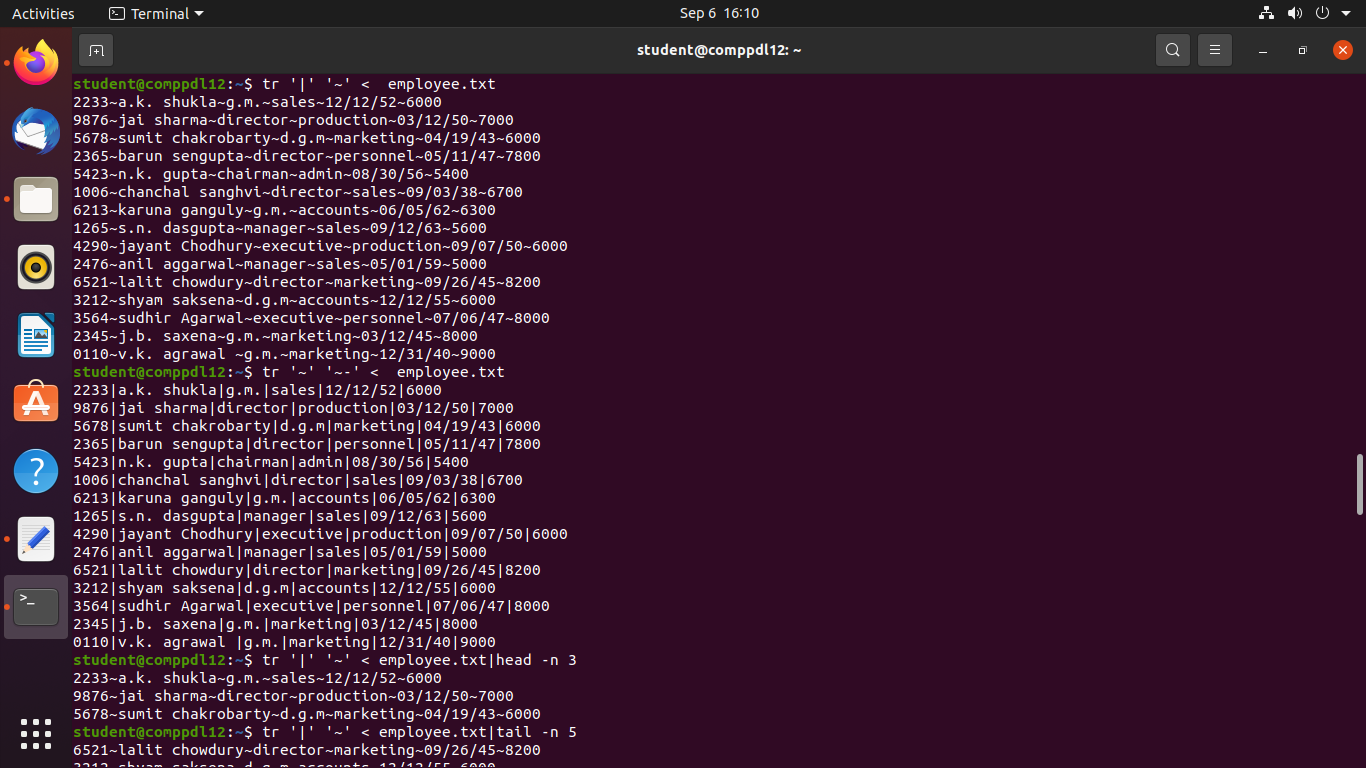 Activities
Terminal
Sep 6 16:10
student@comppdl12: ~
student@comppdl12:~$ tr '|' '~' <  employee.txt
2233~a.k. shukla~g.m.~sales~12/12/52~6000
9876~jai sharma~director~production~03/12/50~7000
5678~sumit chakrobarty~d.g.m~marketing~04/19/43~6000
2365~barun sengupta~director~personnel~05/11/47~7800
5423~n.k. gupta~chairman~admin~08/30/56~5400
1006~chanchal sanghvi~director~sales~09/03/38~6700
6213~karuna ganguly~g.m.~accounts~06/05/62~6300
1265~s.n. dasgupta~manager~sales~09/12/63~5600
4290~jayant Chodhury~executive~production~09/07/50~6000
2476~anil aggarwal~manager~sales~05/01/59~5000
6521~lalit chowdury~director~marketing~09/26/45~8200
3212~shyam saksena~d.g.m~accounts~12/12/55~6000
3564~sudhir Agarwal~executive~personnel~07/06/47~8000
2345~j.b. saxena~g.m.~marketing~03/12/45~8000
0110~v.k. agrawal ~g.m.~marketing~12/31/40~9000
student@comppdl12:~$ tr '~' '~-' <  employee.txt
2233|a.k. shukla|g.m.|sales|12/12/52|6000
9876|jai sharma|director|production|03/12/50|7000
5678|sumit chakrobarty|d.g.m|marketing|04/19/43|6000
2365|barun sengupta|director|personnel|05/11/47|7800
5423|n.k. gupta|chairman|admin|08/30/56|5400
1006|chanchal sanghvi|director|sales|09/03/38|6700
6213|karuna ganguly|g.m.|accounts|06/05/62|6300
1265|s.n. dasgupta|manager|sales|09/12/63|5600
4290|jayant Chodhury|executive|production|09/07/50|6000
2476|anil aggarwal|manager|sales|05/01/59|5000
6521|lalit chowdury|director|marketing|09/26/45|8200
3212|shyam saksena|d.g.m|accounts|12/12/55|6000
3564|sudhir Agarwal|executive|personnel|07/06/47|8000
2345|j.b. saxena|g.m.|marketing|03/12/45|8000
0110|v.k. agrawal |g.m.|marketing|12/31/40|9000
student@comppdl12:~$ tr '|' '~' < employee.txt|head -n 3
2233~a.k. shukla~g.m.~sales~12/12/52~6000
9876~jai sharma~director~production~03/12/50~7000
5678~sumit chakrobarty~d.g.m~marketing~04/19/43~6000
student@comppdl12:~$ tr '|' '~' < employee.txt|tail -n 5
6521~lalit chowdury~director~marketing~09/26/45~8200
3212~shyam saksena~d.g.m~accounts~12/12/55~6000